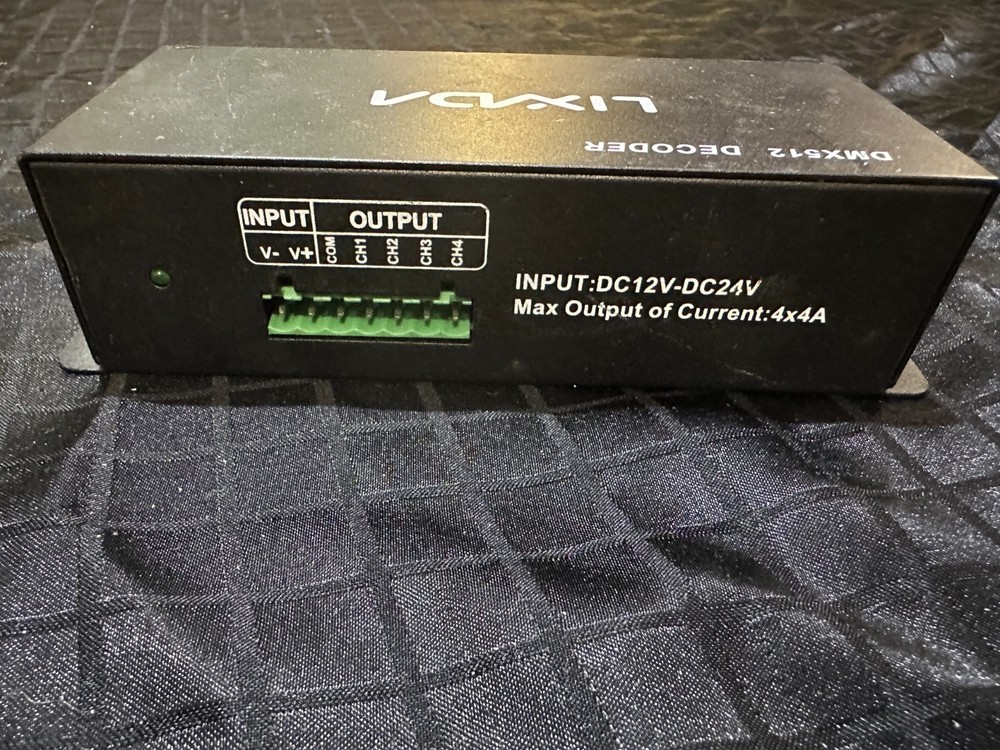 LIXADA
DMX512 DECODER
INPUT OUTPUT
V- V+ COM CH1 CH2 CH3 CH4
INPUT:DC12V-DC24V
Max Output of Current:4x4A